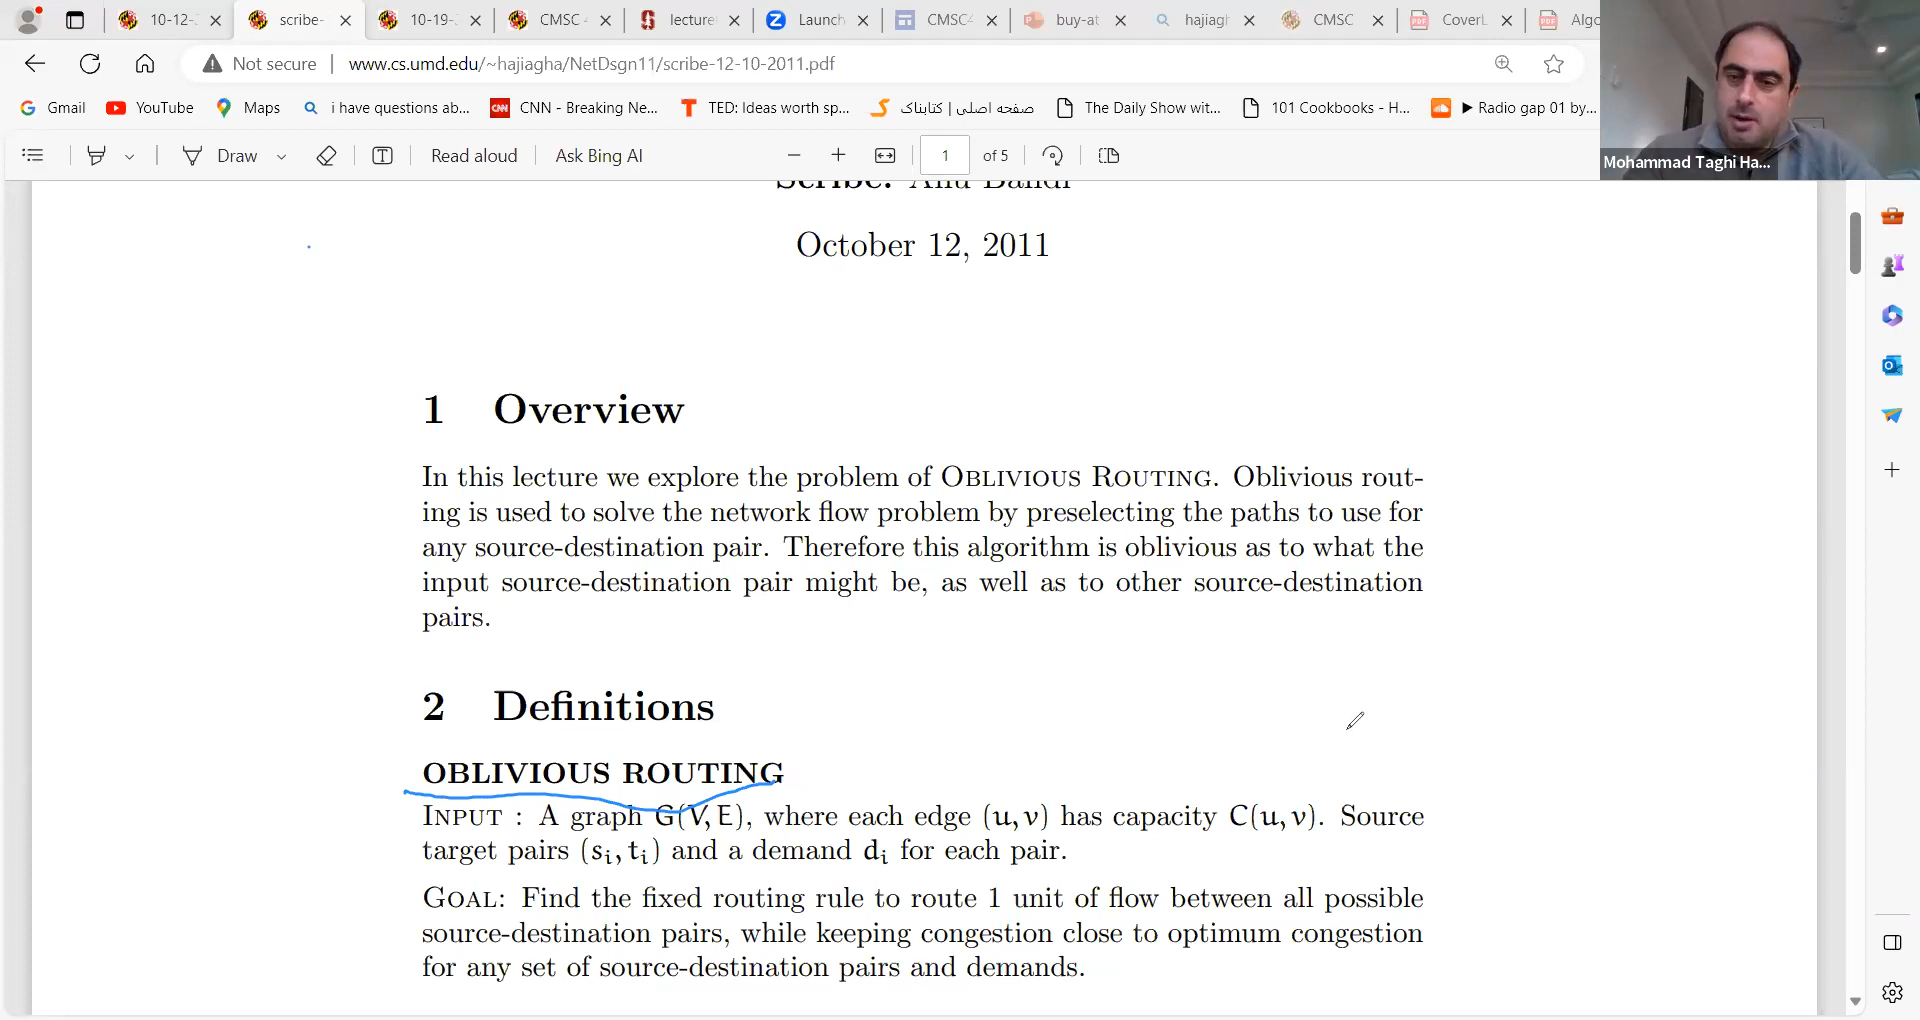 10-12-
scribe-
10-19-
CMSC
lecture
Launch
CMSC4
buy-at
hajiagh
CMSC
CoverL
Algo
Not secure
www.cs.umd.edu/~hajiagha/NetDsgn11/scribe-12-10-2011.pdf
Gmail
YouTube
Maps
i have questions ab...
CNN
CNN - Breaking Ne...
TED: Ideas worth sp...
صفحه اصلی | کتابناک
The Daily Show wit...
101 Cookbooks - H...
▶ Radio gap 01 by...
Draw
Read aloud
Ask Bing AI
1
of 5
Mohammad Taghi Ha...
Scribe: Anu Bandi
October 12, 2011
1 Overview
In this lecture we explore the problem of OBLIVIOUS ROUTING. Oblivious rout-
ing is used to solve the network flow problem by preselecting the paths to use for
any source-destination pair. Therefore this algorithm is oblivious as to what the
input source-destination pair might be, as well as to other source-destination
pairs.
2 Definitions
OBLIVIOUS ROUTING
INPUT : A graph G(V, E), where each edge (u, v) has capacity C(u, v). Source
target pairs (sᵢ, tᵢ) and a demand dᵢ for each pair.
GOAL: Find the fixed routing rule to route 1 unit of flow between all possible
source-destination pairs, while keeping congestion close to optimum congestion
for any set of source-destination pairs and demands.